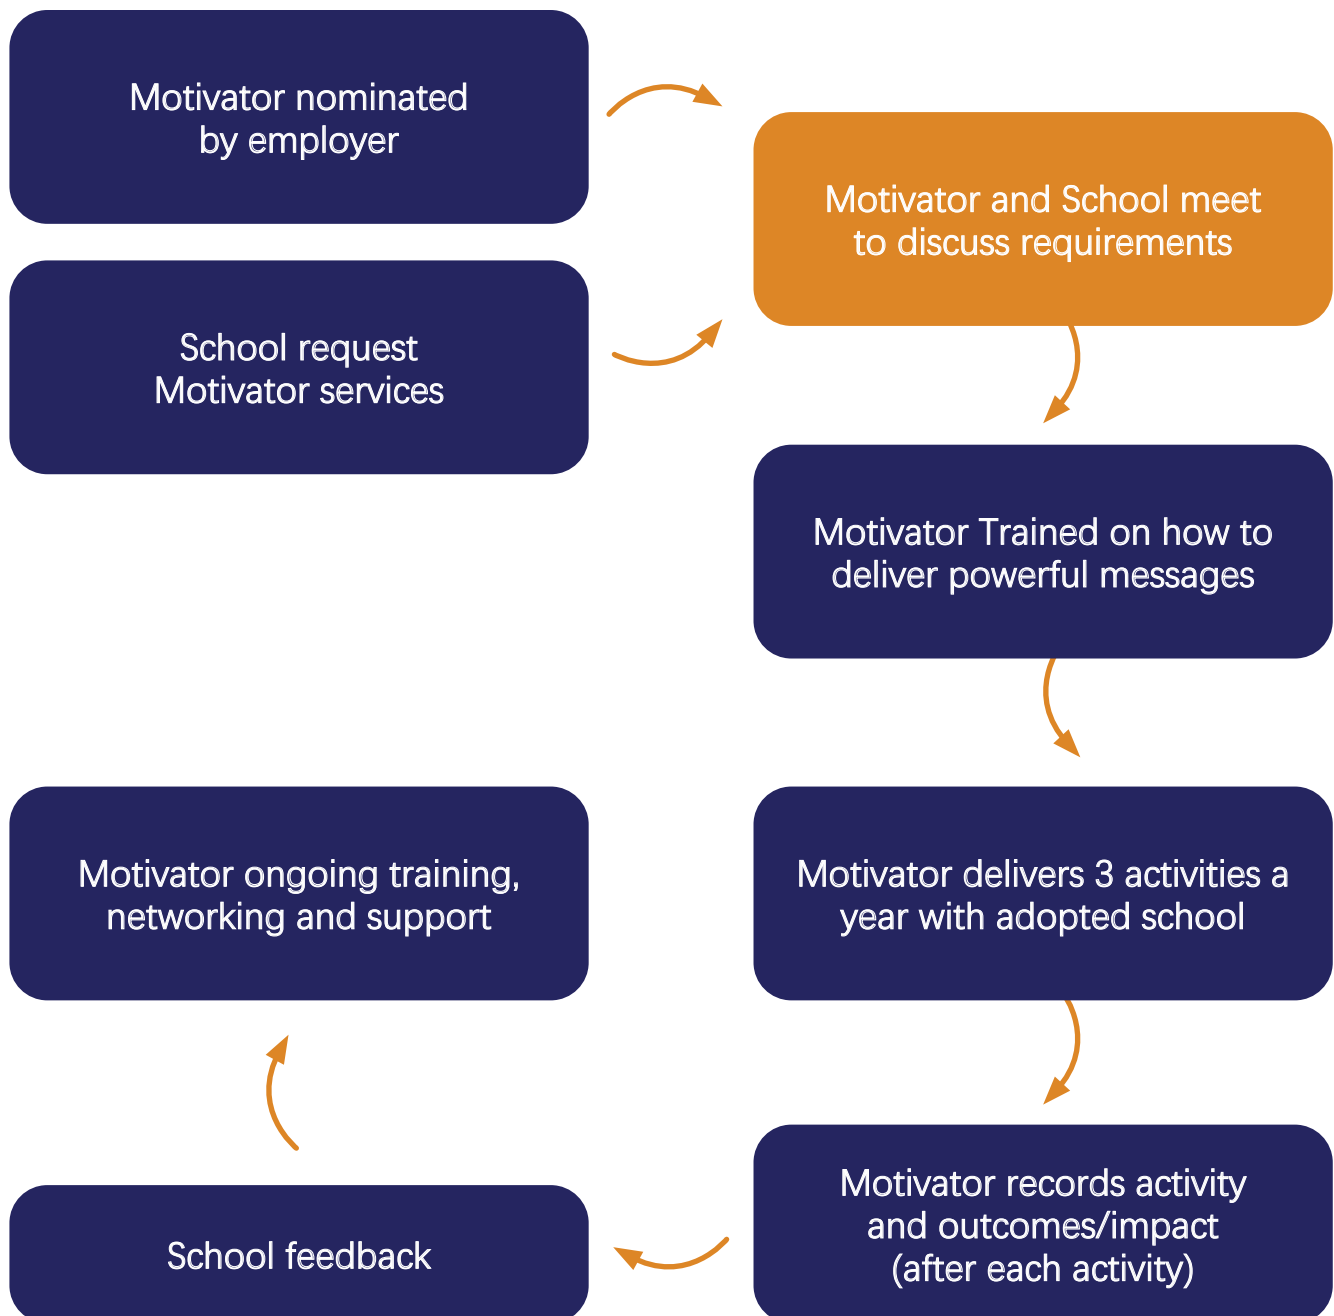 Motivator nominated
by employer
School request
Motivator services
Motivator and School meet
to discuss requirements
Motivator Trained on how to
deliver powerful messages
Motivator delivers 3 activities a
year with adopted school
Motivator records activity
and outcomes/impact
(after each activity)
School feedback
Motivator ongoing training,
networking and support